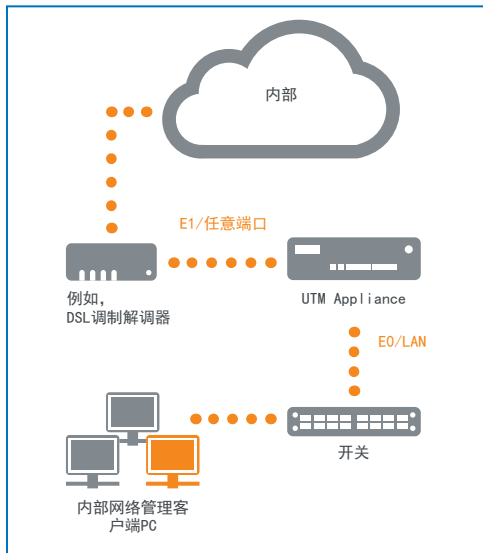 内部
E1/任意端口
例如，
DSL调制解调器
UTM Appliance
E0/LAN
开关
内部网络管理客
户端PC